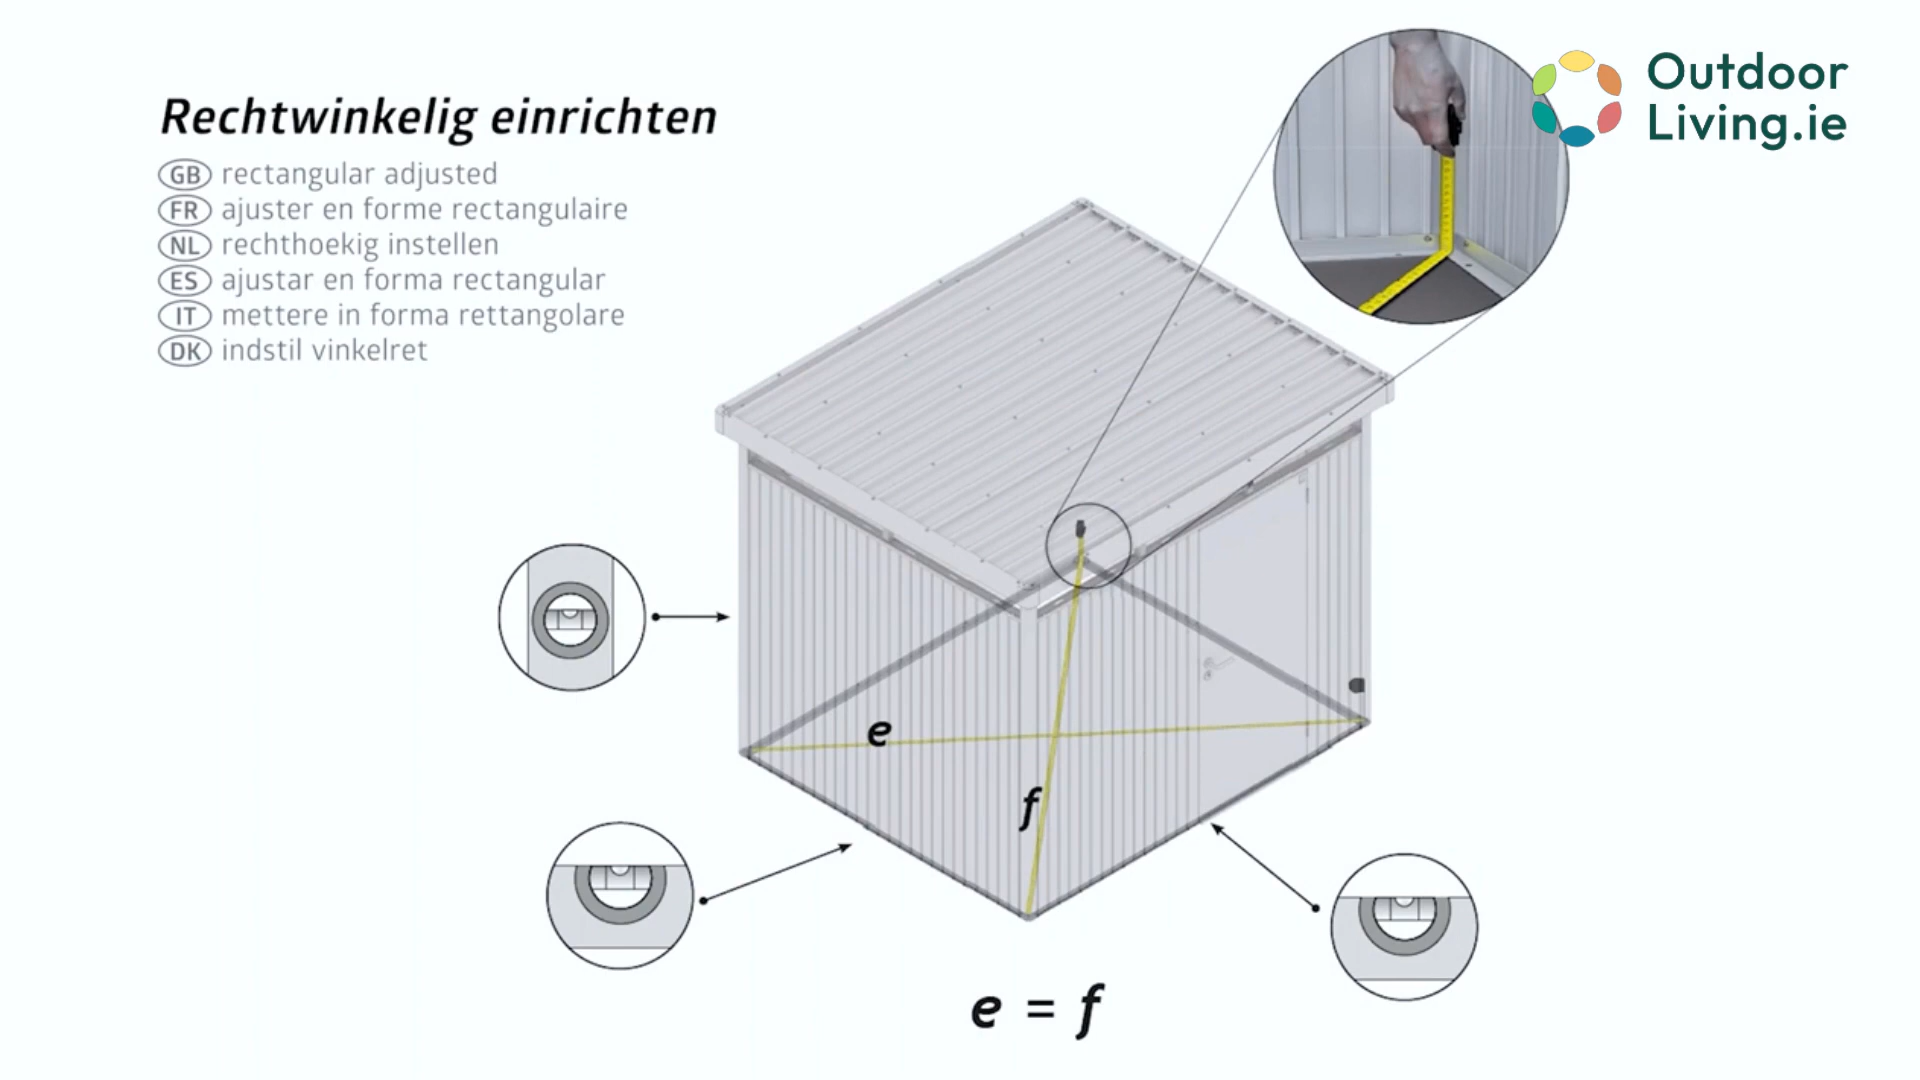 Rechtwinkelig einrichten
GB rectangular adjusted
FR ajuster en forme rectangulaire
NL rechthoekig instellen
ES ajustar en forma rectangular
IT mettere in forma rettangolare
DK indstil vinkelret
Outdoor
Living.ie
e
f
e = f